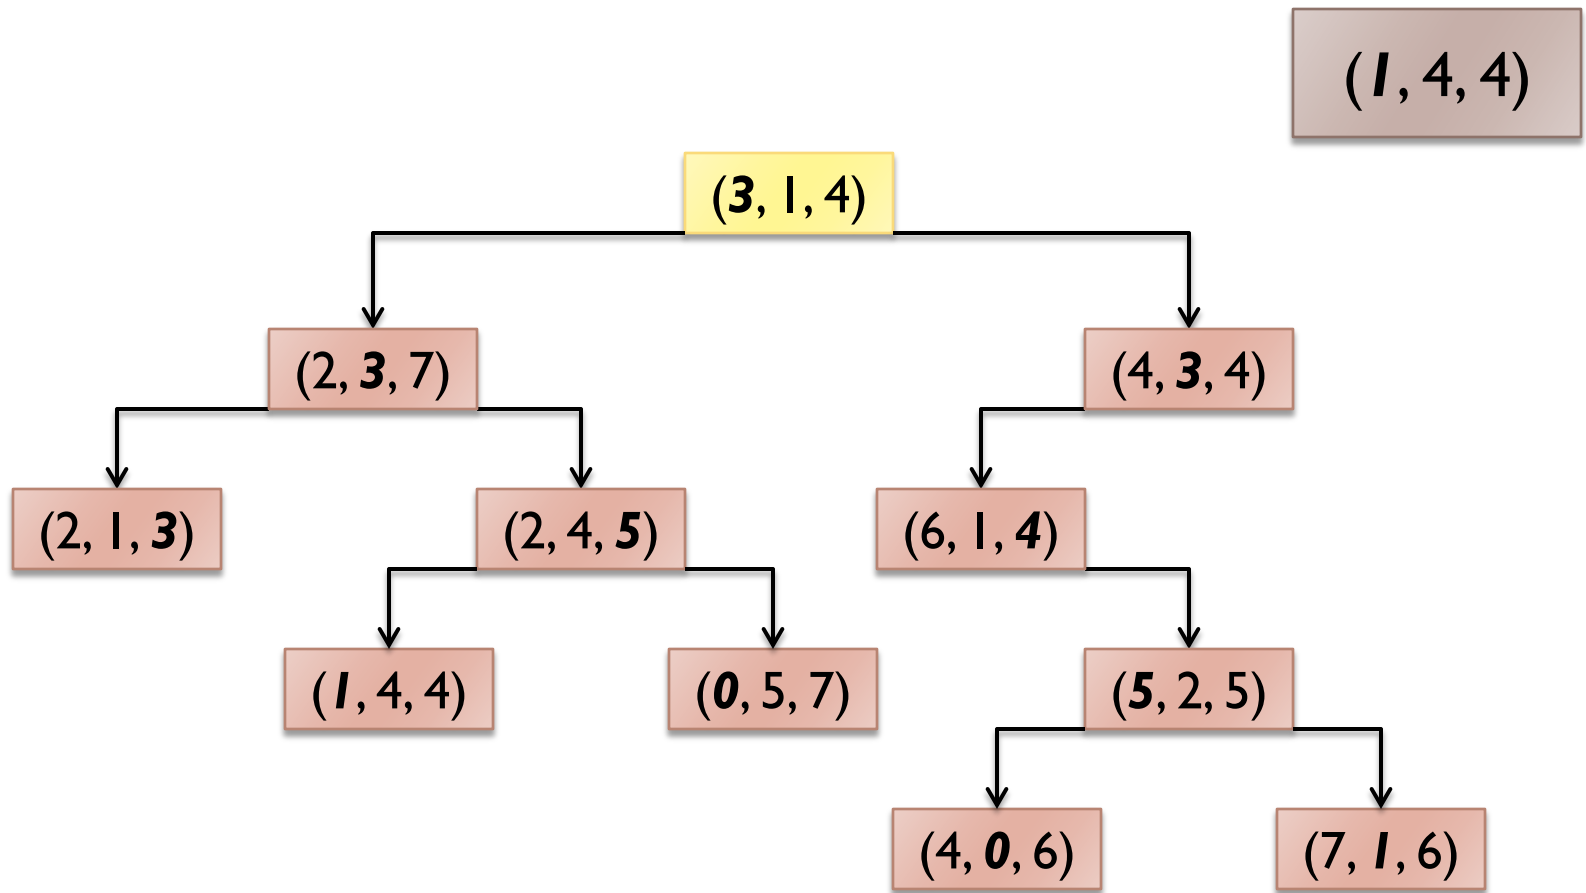 (1, 4, 4)
(3, 1, 4)
(2, 3, 7)
(4, 3, 4)
(2, 1, 3)
(2, 4, 5)
(6, 1, 4)
(1, 4, 4)
(0, 5, 7)
(5, 2, 5)
(4, 0, 6)
(7, 1, 6)